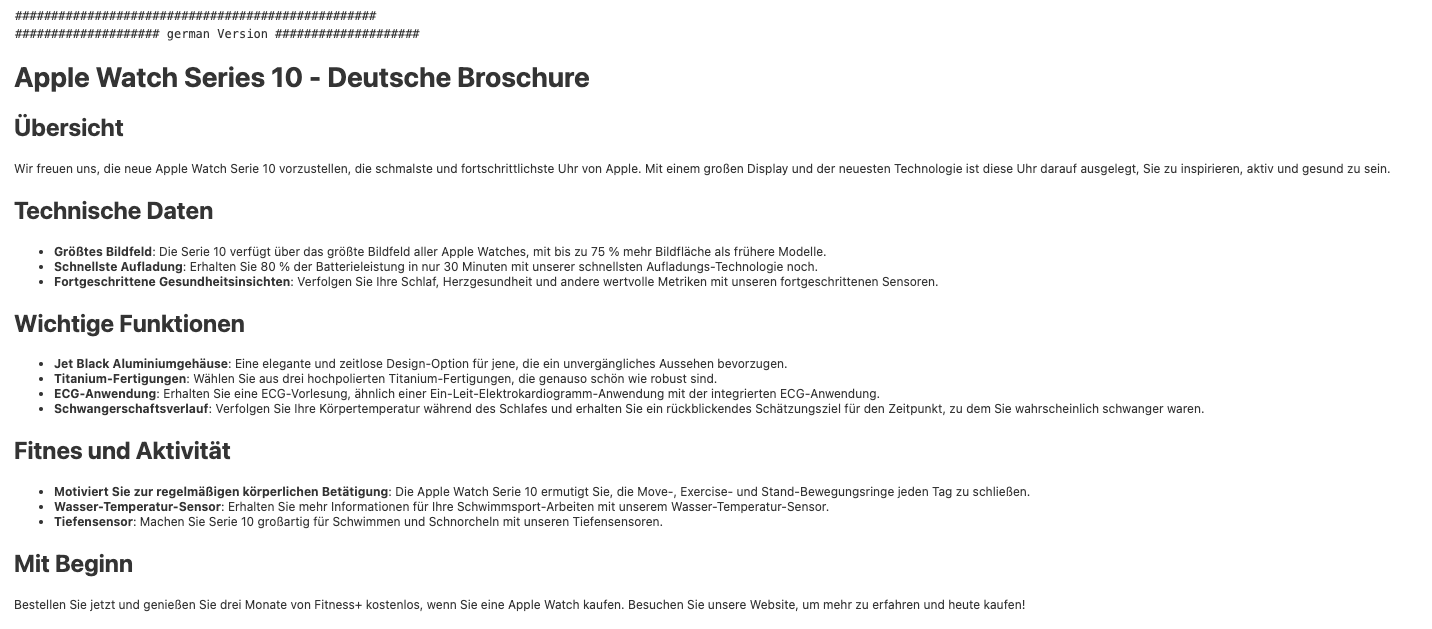 ##################################################
#################### german Version ####################
Apple Watch Series 10 - Deutsche Broschure
Übersicht
Wir freuen uns, die neue Apple Watch Serie 10 vorzustellen, die schmalste und fortschrittlichste Uhr von Apple. Mit einem großen Display und der neuesten Technologie ist diese Uhr darauf ausgelegt, Sie zu inspirieren, aktiv und gesund zu sein.
Technische Daten
• Größtes Bildfeld: Die Serie 10 verfügt über das größte Bildfeld aller Apple Watches, mit bis zu 75 % mehr Bildfläche als frühere Modelle.
• Schnellste Aufladung: Erhalten Sie 80 % der Batterieleistung in nur 30 Minuten mit unserer schnellsten Aufladungs-Technologie noch.
• Fortgeschrittene Gesundheitsinsichten: Verfolgen Sie Ihre Schlaf, Herzgesundheit und andere wertvolle Metriken mit unseren fortgeschrittenen Sensoren.
Wichtige Funktionen
• Jet Black Aluminiumgehäuse: Eine elegante und zeitlose Design-Option für jene, die ein unvergängliches Aussehen bevorzugen.
• Titanium-Fertigungen: Wählen Sie aus drei hochpolierten Titanium-Fertigungen, die genauso schön wie robust sind.
• ECG-Anwendung: Erhalten Sie eine ECG-Vorlesung, ähnlich einer Ein-Leit-Elektrokardiogramm-Anwendung mit der integrierten ECG-Anwendung.
• Schwangerschaftsverlauf: Verfolgen Sie Ihre Körpertemperatur während des Schlafes und erhalten Sie ein rückblickendes Schätzungsziel für den Zeitpunkt, zu dem Sie wahrscheinlich schwanger waren.
Fitnes und Aktivität
• Motiviert Sie zur regelmäßigen körperlichen Betätigung: Die Apple Watch Serie 10 ermutigt Sie, die Move-, Exercise- und Stand-Bewegungsringe jeden Tag zu schließen.
• Wasser-Temperatur-Sensor: Erhalten Sie mehr Informationen für Ihre Schwimmsport-Arbeiten mit unserem Wasser-Temperatur-Sensor.
• Tiefensensor: Machen Sie Serie 10 großartig für Schwimmen und Schnorcheln mit unseren Tiefensensoren.
Mit Beginn
Bestellen Sie jetzt und genießen Sie drei Monate von Fitness+ kostenlos, wenn Sie eine Apple Watch kaufen. Besuchen Sie unsere Website, um mehr zu erfahren und heute kaufen!